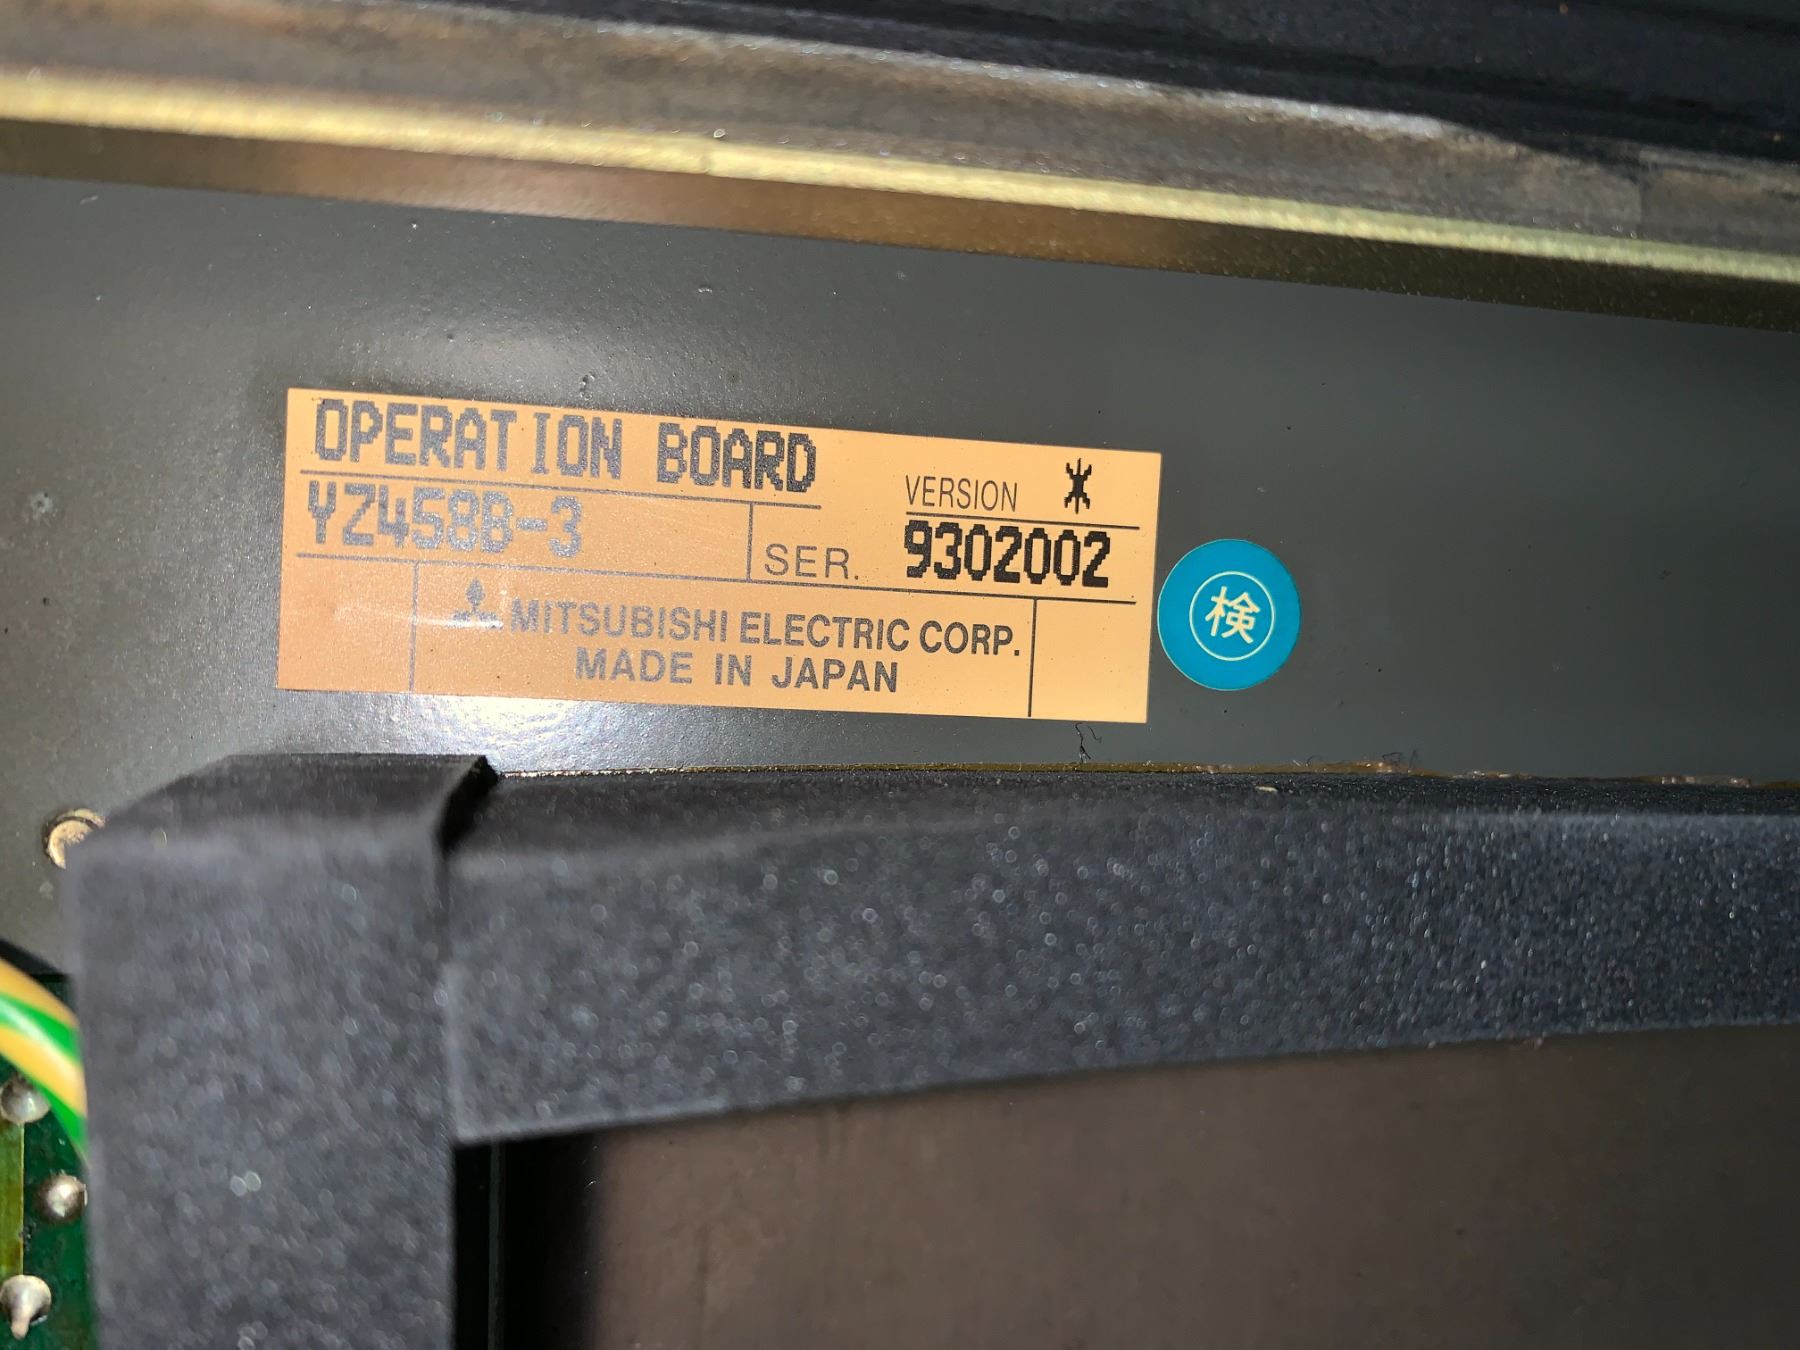 OPERATION BOARD
VERSION *
YZ458B-3
SER. 9302002
MITSUBISHI ELECTRIC CORP.
MADE IN JAPAN
検